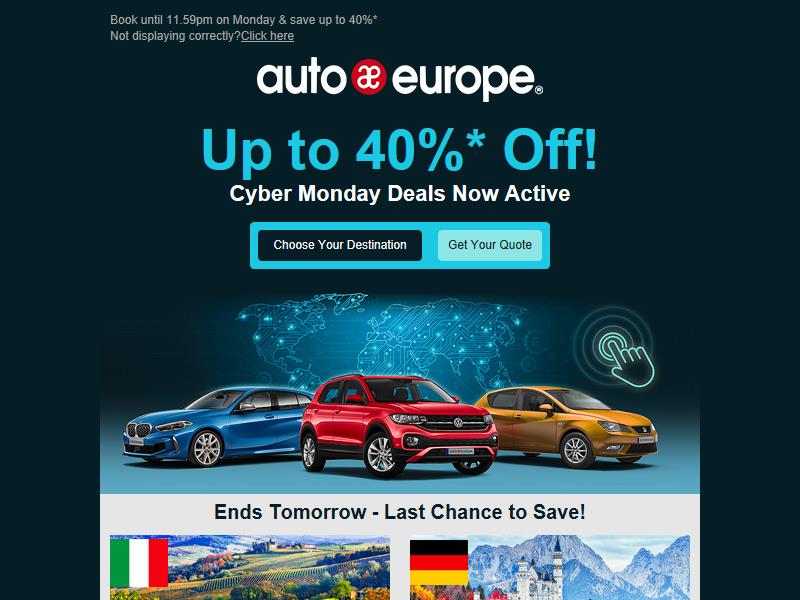 Book until 11.59pm on Monday & save up to 40%*
Not displaying correctly?Click here
auto æ europe®
Up to 40%* Off!
Cyber Monday Deals Now Active
Choose Your Destination
Get Your Quote
Ends Tomorrow - Last Chance to Save!